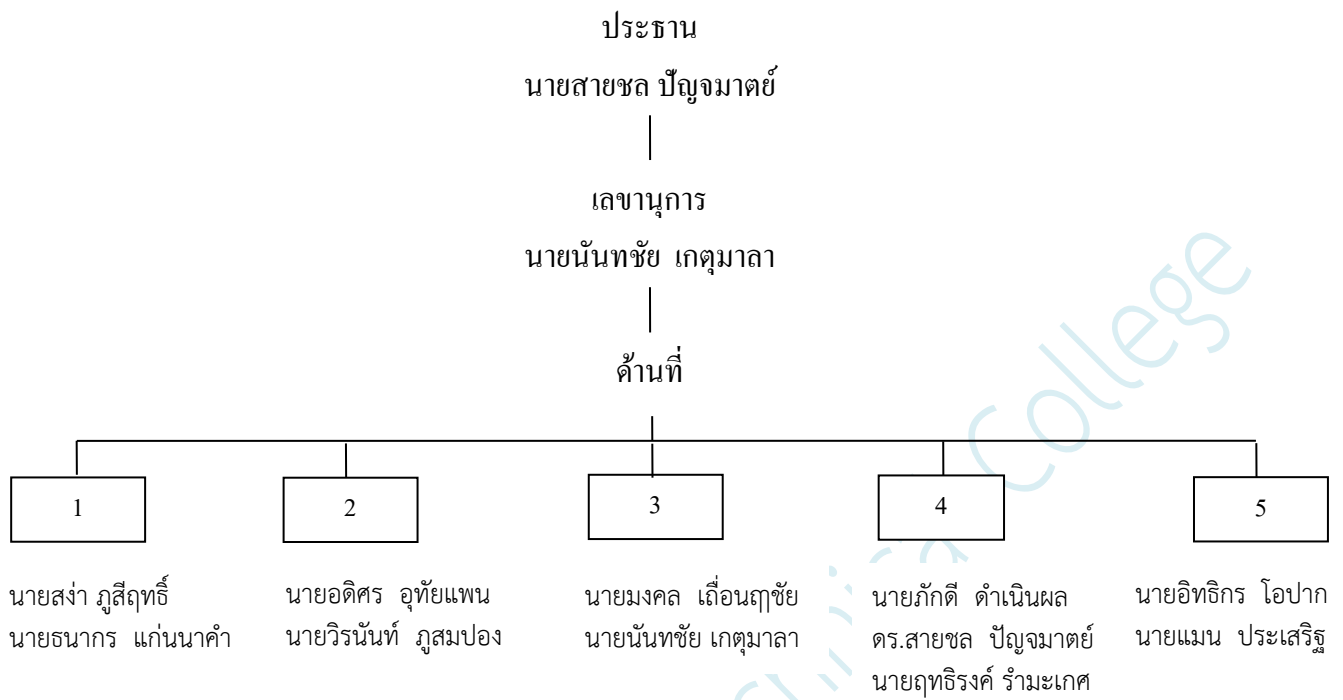 ประธาน
นายสายชล ปัญจมาตย์
เลขานุการ
นายนันทชัย เกตุมาลา
ด้านที่
1
2
3
4
5
นายสง่า ภูสีฤทธิ์
นายธนากร แก่นนาคำ
นายอดิศร อุทัยแพน
นายวิรนันท์ ภูสมปอง
นายมงคล เถื่อนฤๅชัย
นายนันทชัย เกตุมาลา
นายภักดี ดำเนินผล
ดร.สายชล ปัญจมาตย์
นายฤทธิรงค์ รำมะเกศ
นายอิทธิกร โอปาก
นายแมน ประเสริฐ
College